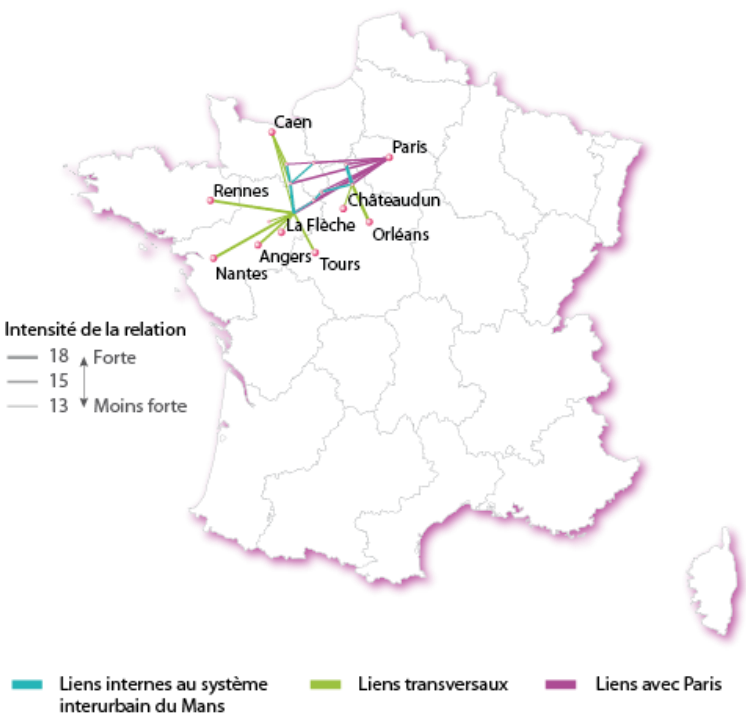 Caen
Paris
Rennes
Châteaudun
La Flèche
Orléans
Angers
Tours
Nantes
Intensité de la relation
18 Forte
15
13 Moins forte
Liens internes au système
interurbain du Mans
Liens transversaux
Liens avec Paris